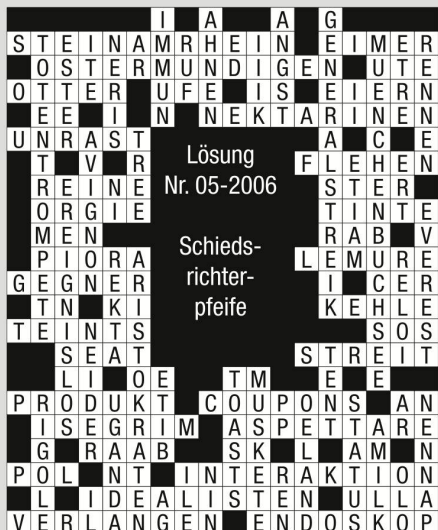 I A A G
STEINAMRHEIN EIMER
OSTERMUNDIGEN UTE
OTTER UFE IS EIERN
EE I N NEKTARINEN
UNRAST A C E
T V R FLEHEN
REINE STER
ORGIE TINTE
MEN RAB V
PIORA LEMURE
GEGNER I CER
TN KI KEHLE
TEINTS SOS
SEAT STREIT
LI OE TM E E
PRODUKT COUPONS AN
ISEGRIM ASPETTARE
G RAAB SK L AM N
POL NT INTERAKTION
L IDEALISTEN ULLA
VERLANGEN ENDOSKOP
Lösung
Nr. 05-2006
Schieds-
richter-
pfeife